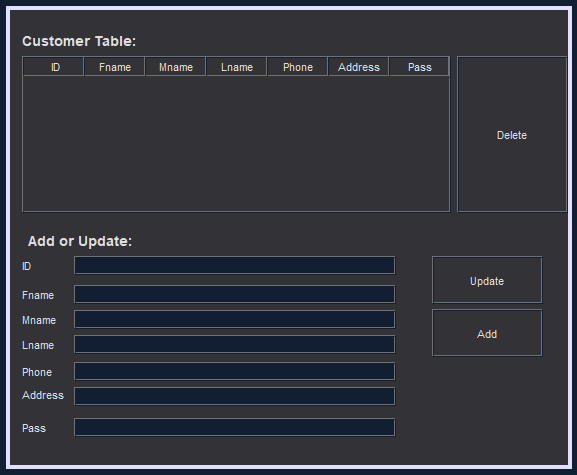 Customer Table:
ID Fname Mname Lname Phone Address Pass
Delete
Add or Update:
ID
Update
Fname
Mname
Add
Lname
Phone
Address
Pass